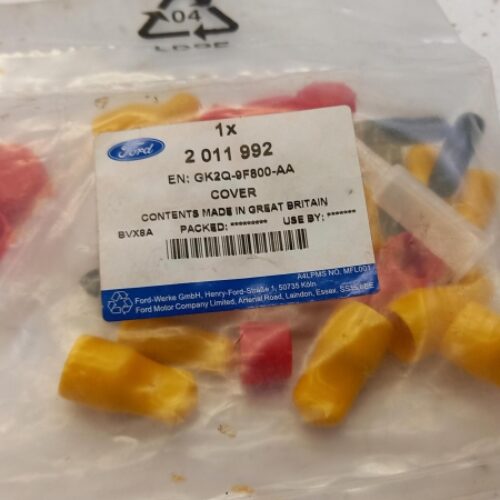 04
LDPE
1x
Ford
2 011 992
EN: GK2Q-9F800-AA
COVER
CONTENTS MADE IN GREAT BRITAIN
BVX8A PACKED: ********* USE BY: *******
A4LPMS NO. MFL001
Ford-Werke GmbH, Henry-Ford-Straße 1, 50735 Köln
Ford Motor Company Limited, Arterial Road, Laindon, Essex. SS15 6EE